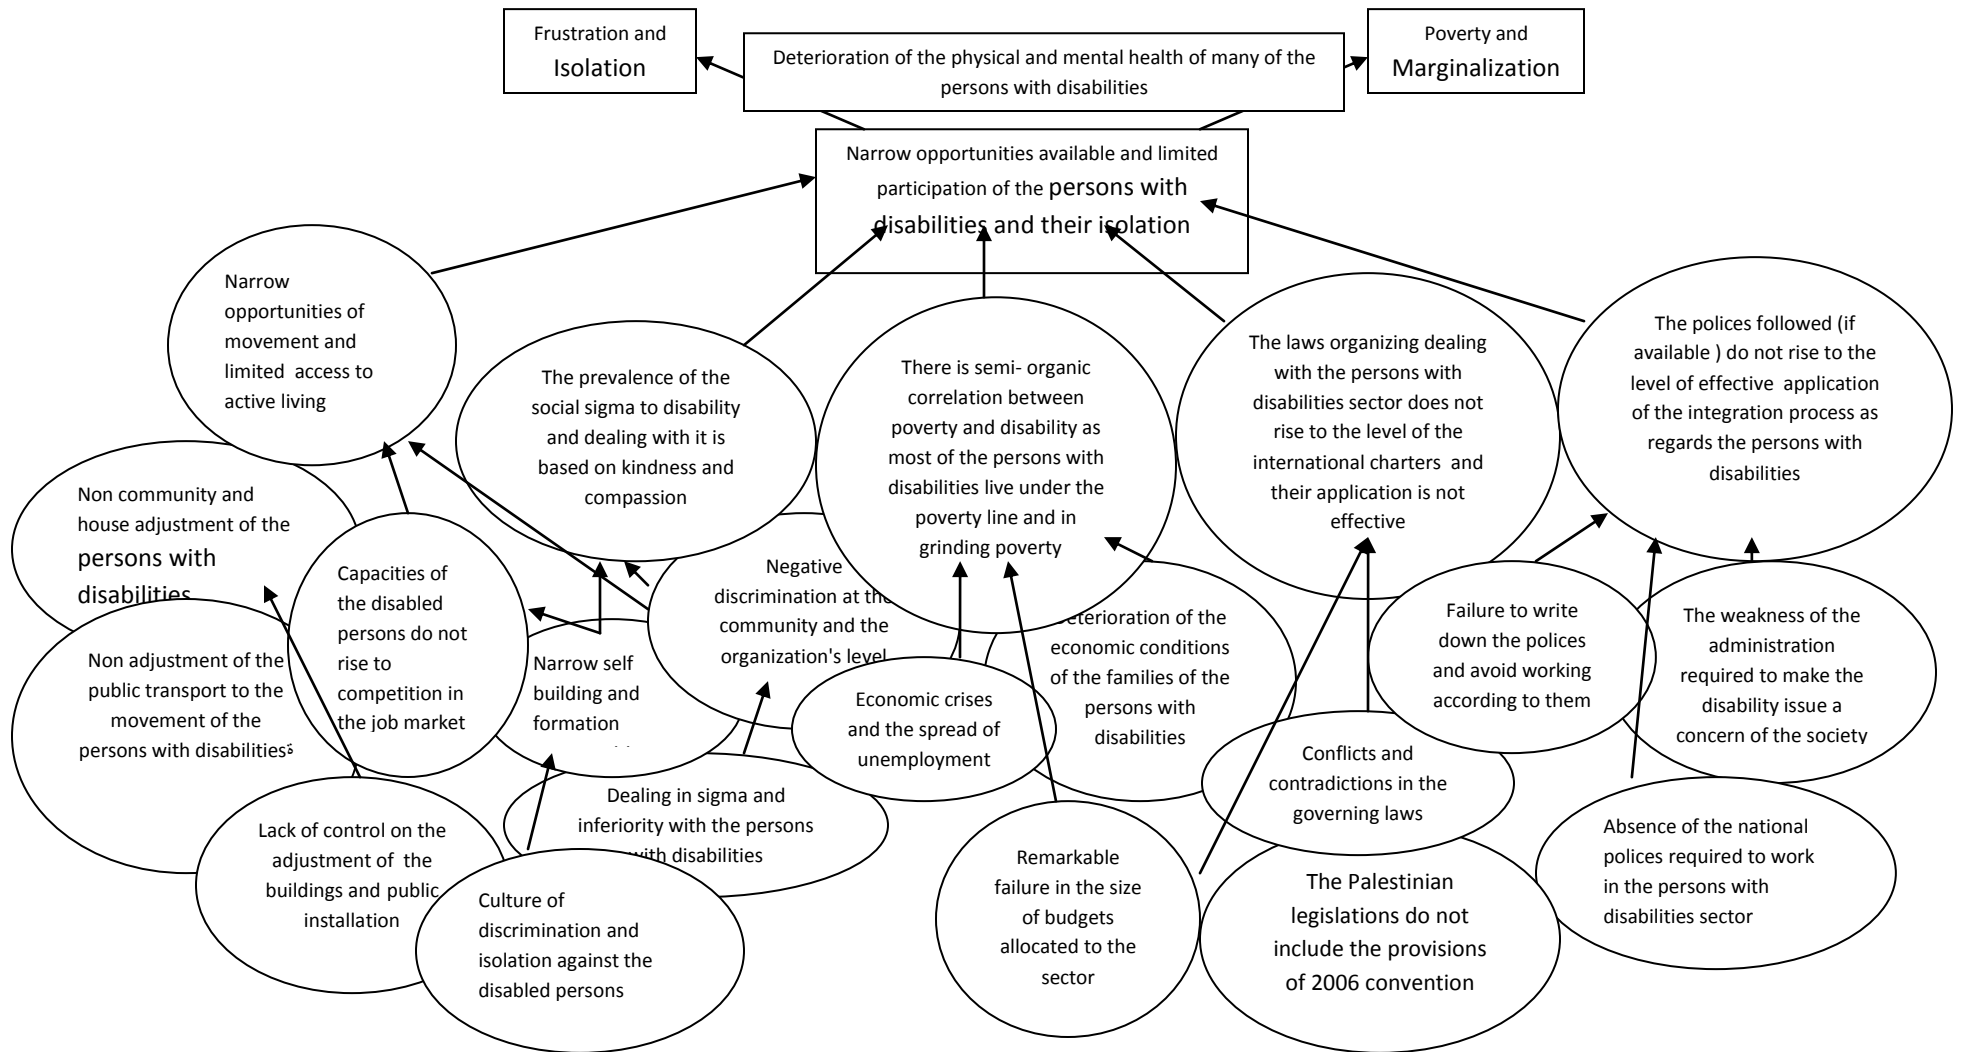 Frustration and
Isolation
Deterioration of the physical and mental health of many of the
persons with disabilities
Poverty and
Marginalization
Narrow opportunities available and limited
participation of the persons with
disabilities and their isolation
Narrow
opportunities of
movement and
limited access to
active living
The prevalence of the
social sigma to disability
and dealing with it is
based on kindness and
compassion
There is semi- organic
correlation between
poverty and disability as
most of the persons with
disabilities live under the
poverty line and in
grinding poverty
The laws organizing dealing
with the persons with
disabilities sector does not
rise to the level of the
international charters and
their application is not
effective
The polices followed (if
available ) do not rise to the
level of effective application
of the integration process as
regards the persons with
disabilities
Non community and
house adjustment of the
persons with
disabilities
Non adjustment of the
public transport to the
movement of the
persons with disabilities
Capacities of
the disabled
persons do not
rise to
competition in
the job market
Narrow self
building and
formation
Negative
discrimination at the
community and the
organization's level
Economic crises
and the spread of
unemployment
eterioration of the
economic conditions
of the families of the
persons with
disabilities
Conflicts and
contradictions in the
governing laws
Failure to write
down the polices
and avoid working
according to them
The weakness of the
administration
required to make the
disability issue a
concern of the society
Lack of control on the
adjustment of the
buildings and public
installation
Dealing in sigma and
inferiority with the persons
with disabilities
Culture of
discrimination and
isolation against the
disabled persons
Remarkable
failure in the size
of budgets
allocated to the
sector
The Palestinian
legislations do not
include the provisions
of 2006 convention
Absence of the national
polices required to work
in the persons with
disabilities sector